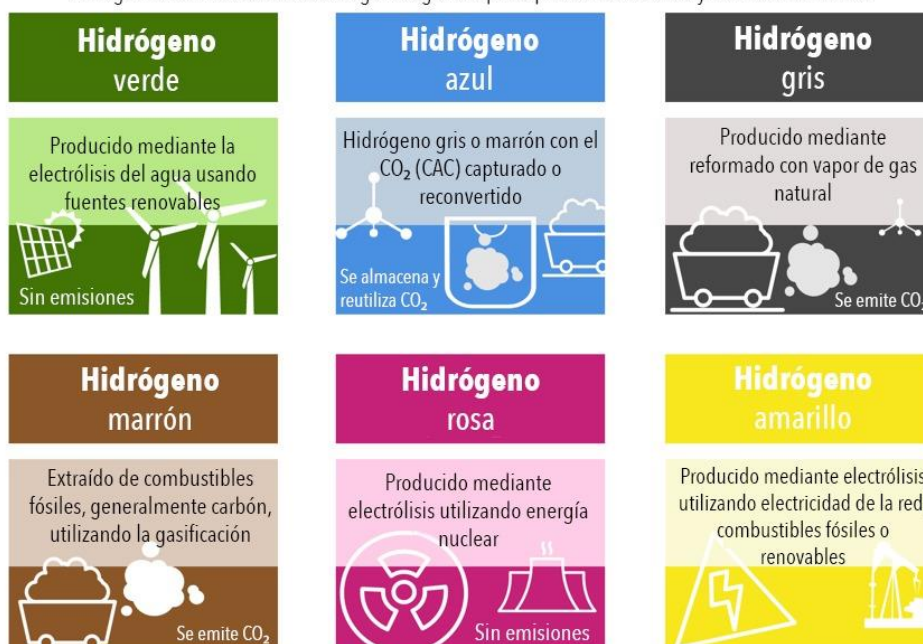 Hidrógeno
verde
Producido mediante la
electrólisis del agua usando
fuentes renovables
Sin emisiones
Hidrógeno
azul
Hidrógeno gris o marrón con el
CO₂ (CAC) capturado o
reconvertido
Se almacena y
reutiliza CO₂
Hidrógeno
gris
Producido mediante
reformado con vapor de gas
natural
Se emite CO₂
Hidrógeno
marrón
Extraído de combustibles
fósiles, generalmente carbón,
utilizando la gasificación
Se emite CO₂
Hidrógeno
rosa
Producido mediante
electrólisis utilizando energía
nuclear
Sin emisiones
Hidrógeno
amarillo
Producido mediante electrólisis
utilizando electricidad de la red
combustibles fósiles o
renovables